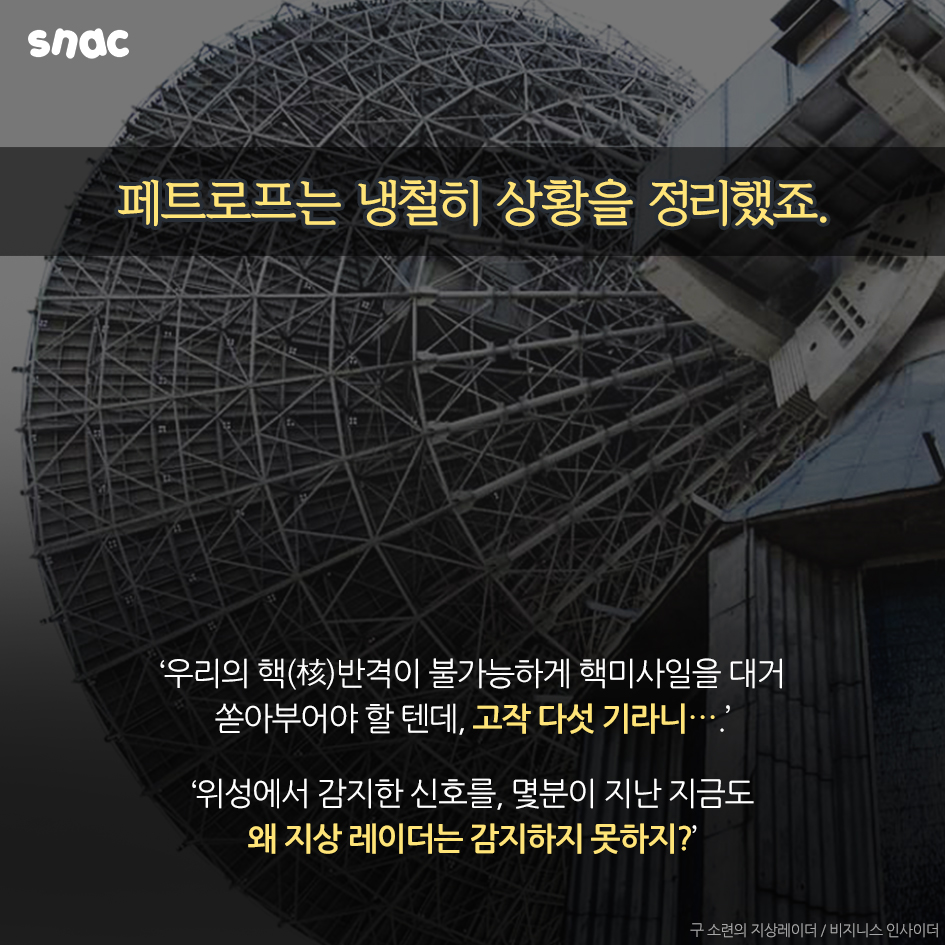 snac
페트로프는 냉철히 상황을 정리했죠.
‘우리의 핵(核)반격이 불가능하게 핵미사일을 대거
쏟아부어야 할 텐데, 고작 다섯 기라니….’
‘위성에서 감지한 신호를, 몇분이 지난 지금도
왜 지상 레이더는 감지하지 못하지?’
구 소련의 지상레이더 / 비지니스 인사이더